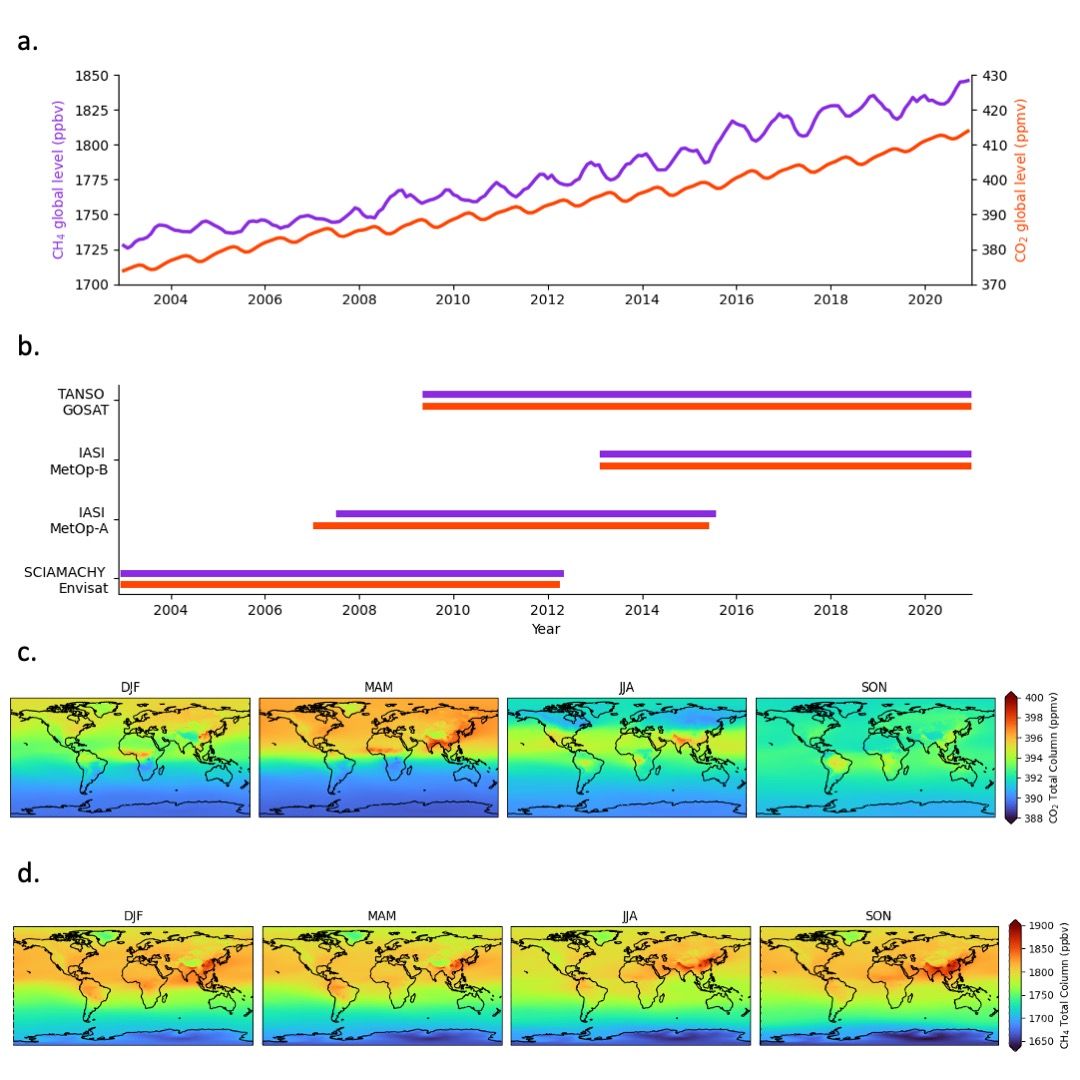 a.
1850
1825
1800
1775
1750
1725
1700
CH₄ global level (ppbv)
430
420
410
400
390
380
370
CO₂ global level (ppmv)
2004 2006 2008 2010 2012 2014 2016 2018 2020
b.
TANSO
GOSAT
IASI
MetOp-B
IASI
MetOp-A
SCIAMACHY
Envisat
2004 2006 2008 2010 2012 2014 2016 2018 2020
Year
c.
DJF MAM JJA SON
400
398
396
394
392
390
388
CO₂ Total Column (ppmv)
d.
DJF MAM JJA SON
1900
1850
1800
1750
1700
1650
CH₄ Total Column (ppbv)